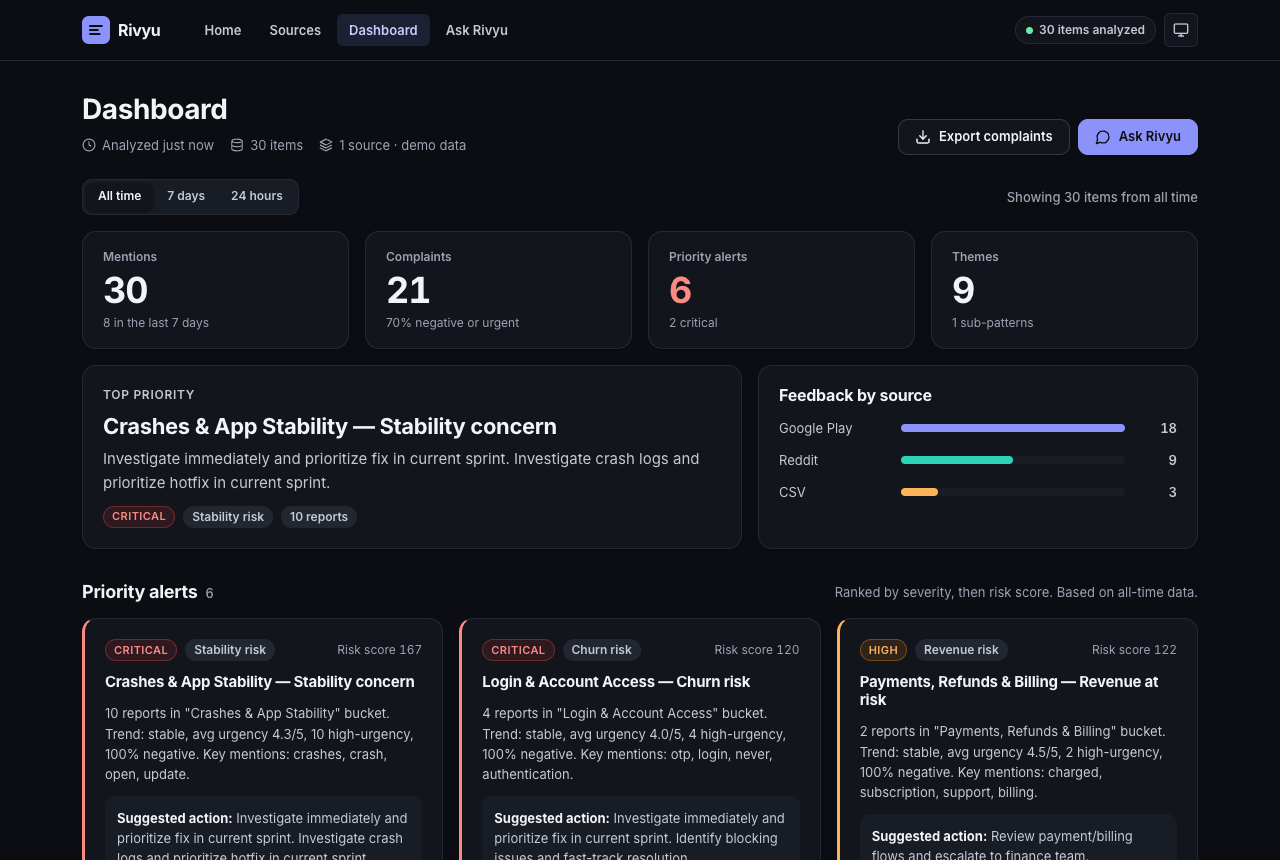 Rivyu
Home
Sources
Dashboard
Ask Rivyu
30 items analyzed
Dashboard
Analyzed just now
30 items
1 source · demo data
Export complaints
Ask Rivyu
All time
7 days
24 hours
Showing 30 items from all time
Mentions
30
8 in the last 7 days
Complaints
21
70% negative or urgent
Priority alerts
6
2 critical
Themes
9
1 sub-patterns
TOP PRIORITY
Crashes & App Stability — Stability concern
Investigate immediately and prioritize fix in current sprint. Investigate crash logs and
prioritize hotfix in current sprint.
CRITICAL
Stability risk
10 reports
Feedback by source
Google Play 18
Reddit 9
CSV 3
Priority alerts 6
Ranked by severity, then risk score. Based on all-time data.
CRITICAL
Stability risk
Risk score 167
Crashes & App Stability — Stability concern
10 reports in "Crashes & App Stability" bucket.
Trend: stable, avg urgency 4.3/5, 10 high-urgency,
100% negative. Key mentions: crashes, crash,
open, update.
Suggested action: Investigate immediately and
prioritize fix in current sprint. Investigate crash
logs and prioritize hotfix in current sprint.
CRITICAL
Churn risk
Risk score 120
Login & Account Access — Churn risk
4 reports in "Login & Account Access" bucket.
Trend: stable, avg urgency 4.0/5, 4 high-urgency,
100% negative. Key mentions: otp, login, never,
authentication.
Suggested action: Investigate immediately and
prioritize fix in current sprint. Identify blocking
issues and fast-track resolution.
HIGH
Revenue risk
Risk score 122
Payments, Refunds & Billing — Revenue at
risk
2 reports in "Payments, Refunds & Billing" bucket.
Trend: stable, avg urgency 4.5/5, 2 high-urgency,
100% negative. Key mentions: charged,
subscription, support, billing.
Suggested action: Review payment/billing
flows and escalate to finance team.